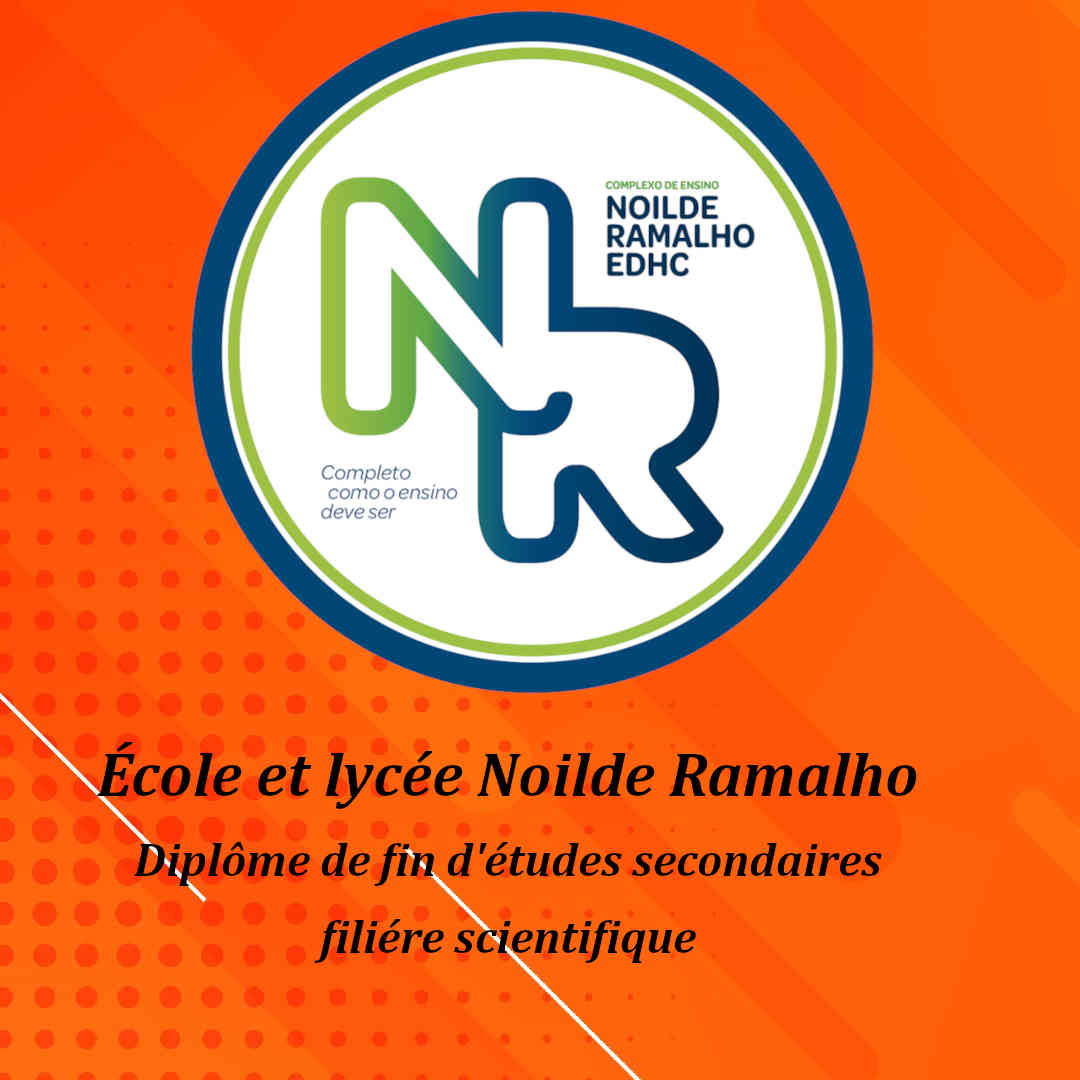 COMPLEXO DE ENSINO
NOILDE
RAMALHO
EDHC
Completo
como o ensino
deve ser
École et lycée Noilde Ramalho
Diplôme de fin d'études secondaires
filiére scientifique